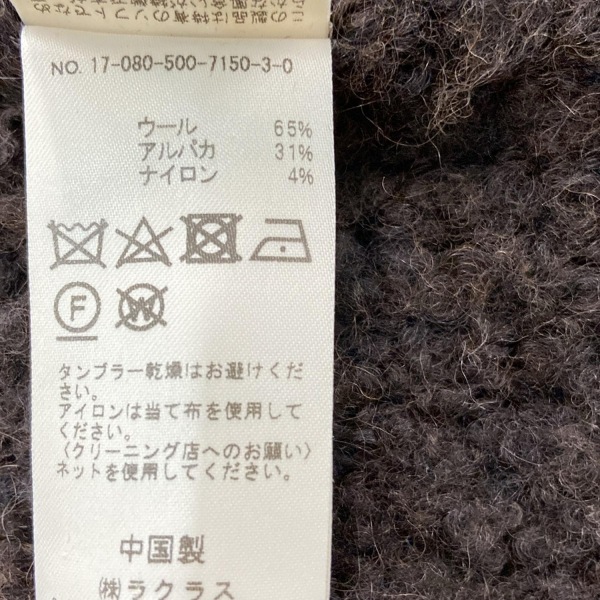 NO. 17-080-500-7150-3-0
ウール 65%
アルパカ 31%
ナイロン 4%
F
W
タンブラー乾燥はお避けくだ
さい。
アイロンは当て布を使用して
ください。
〈クリーニング店へのお願い〉
ネットを使用してください。
中国製
㈱ラクラス